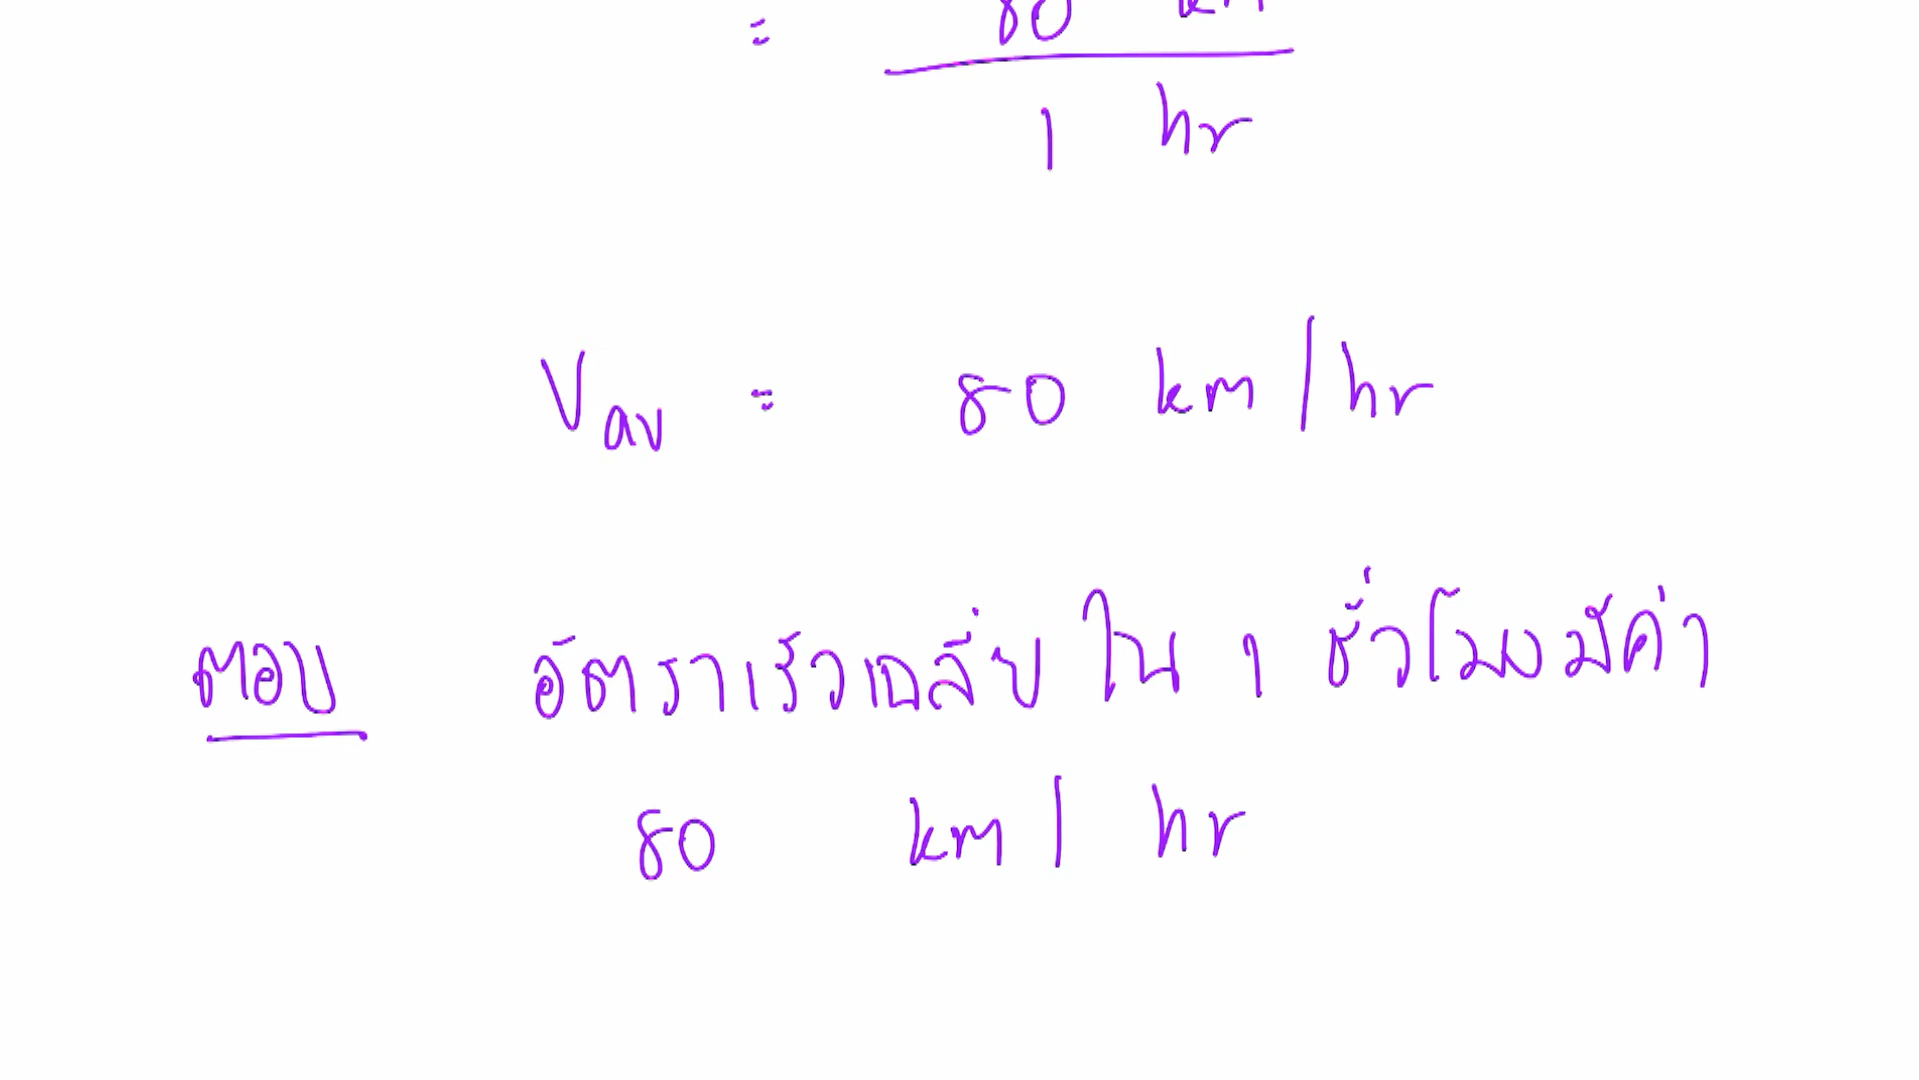 = 80 km
1 hr
Vav = 80 km/hr
ตอบ อัตราเร็วเฉลี่ย ใน 1 ชั่วโมงมีค่า
80 km/hr